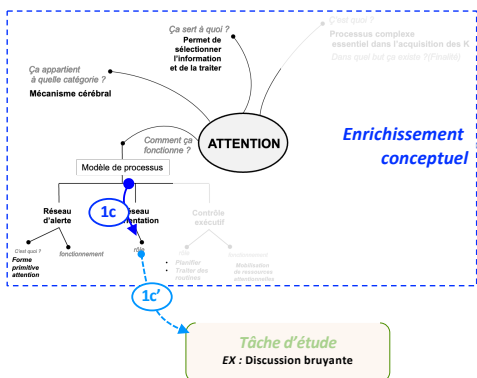 Ça sert à quoi ?
Permet de
sélectionner
l'information
et de la traiter
C'est quoi ?
Processus complexe
essentiel dans l'acquisition des K
Dans quel but ça existe ?(Finalité)
Ça appartient
à quelle catégorie ?
Mécanisme cérébral
Comment ça
fonctionne ?
ATTENTION
Enrichissement
conceptuel
Modèle de processus
Réseau
d'alerte
1c
Contrôle
exécutif
C'est quoi ?
Forme
primitive
attention
fonctionnement
rôle
rôle
• Planifier
• Traiter des
routines
fonctionnement
Mobilisation
de ressources
attentionnelles
1c'
Tâche d'étude
EX : Discussion bruyante